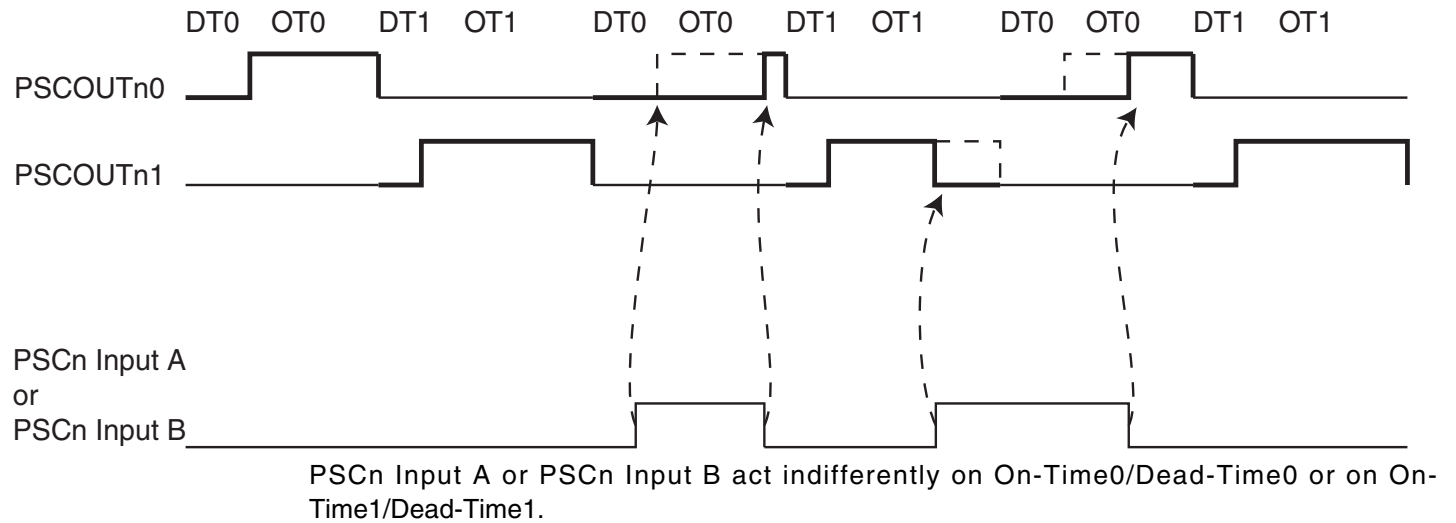 DT0 OT0 DT1 OT1 DT0 OT0 DT1 OT1 DT0 OT0 DT1 OT1
PSCOUTn0
PSCOUTn1
PSCn Input A
or
PSCn Input B
PSCn Input A or PSCn Input B act indifferently on On-Time0/Dead-Time0 or on On-
Time1/Dead-Time1.